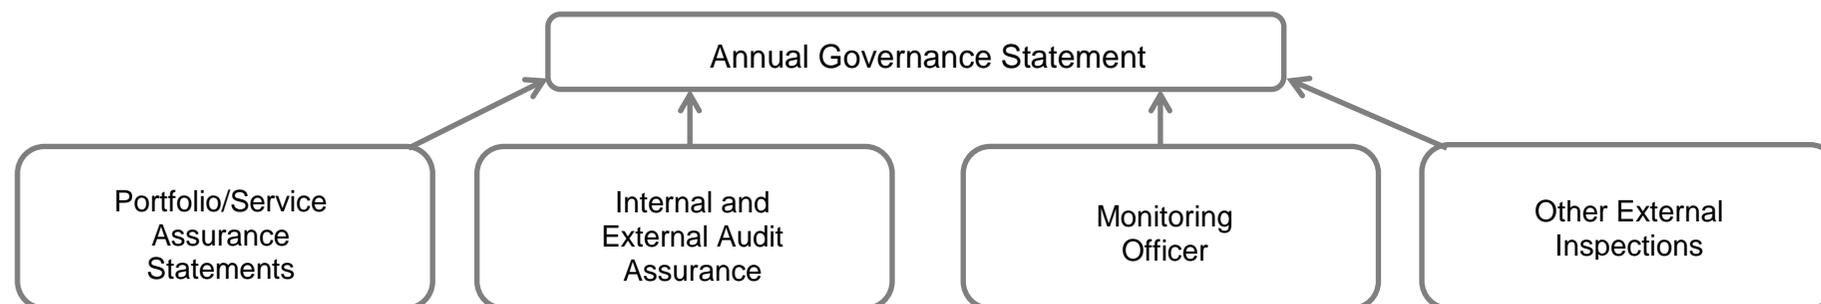 Annual Governance Statement
Portfolio/Service
Assurance
Statements
Internal and
External Audit
Assurance
Monitoring
Officer
Other External
Inspections